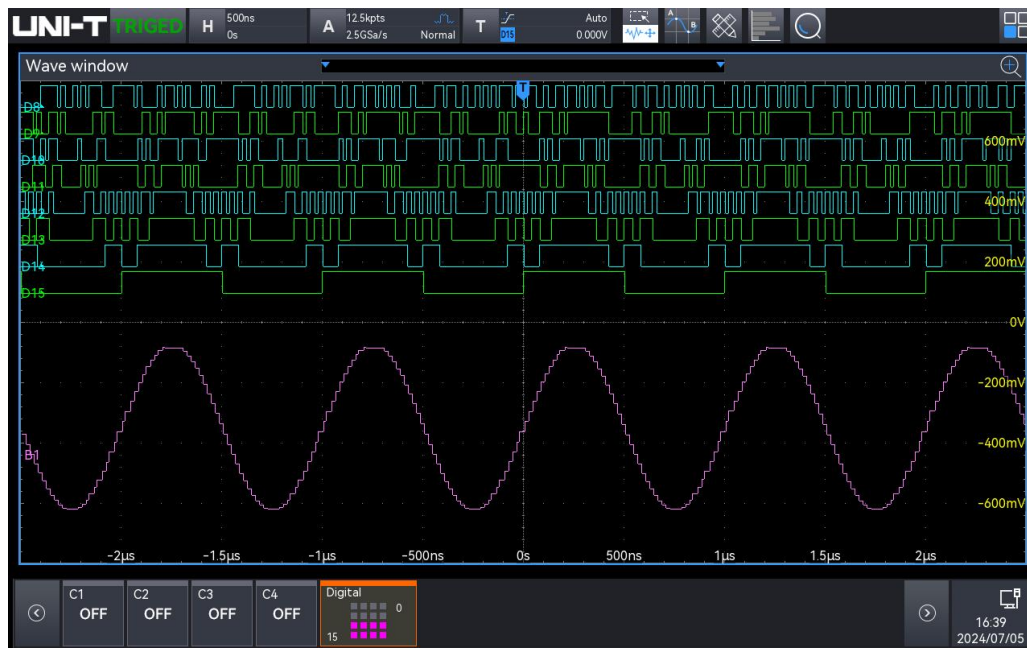 UNI-T TRIGED H 500ns 0s A 12.5kpts 2.5GSa/s Normal T D15 Auto 0.000V A B
Wave window
T
D8
D9
600mV
D10
D11
400mV
D12
D13
200mV
D14
D15
0V
-200mV
-400mV
B1
-600mV
-2µs -1.5µs -1µs -500ns 0s 500ns 1µs 1.5µs 2µs
C1 C2 C3 C4 Digital
OFF OFF OFF OFF 0
15
16:39
2024/07/05